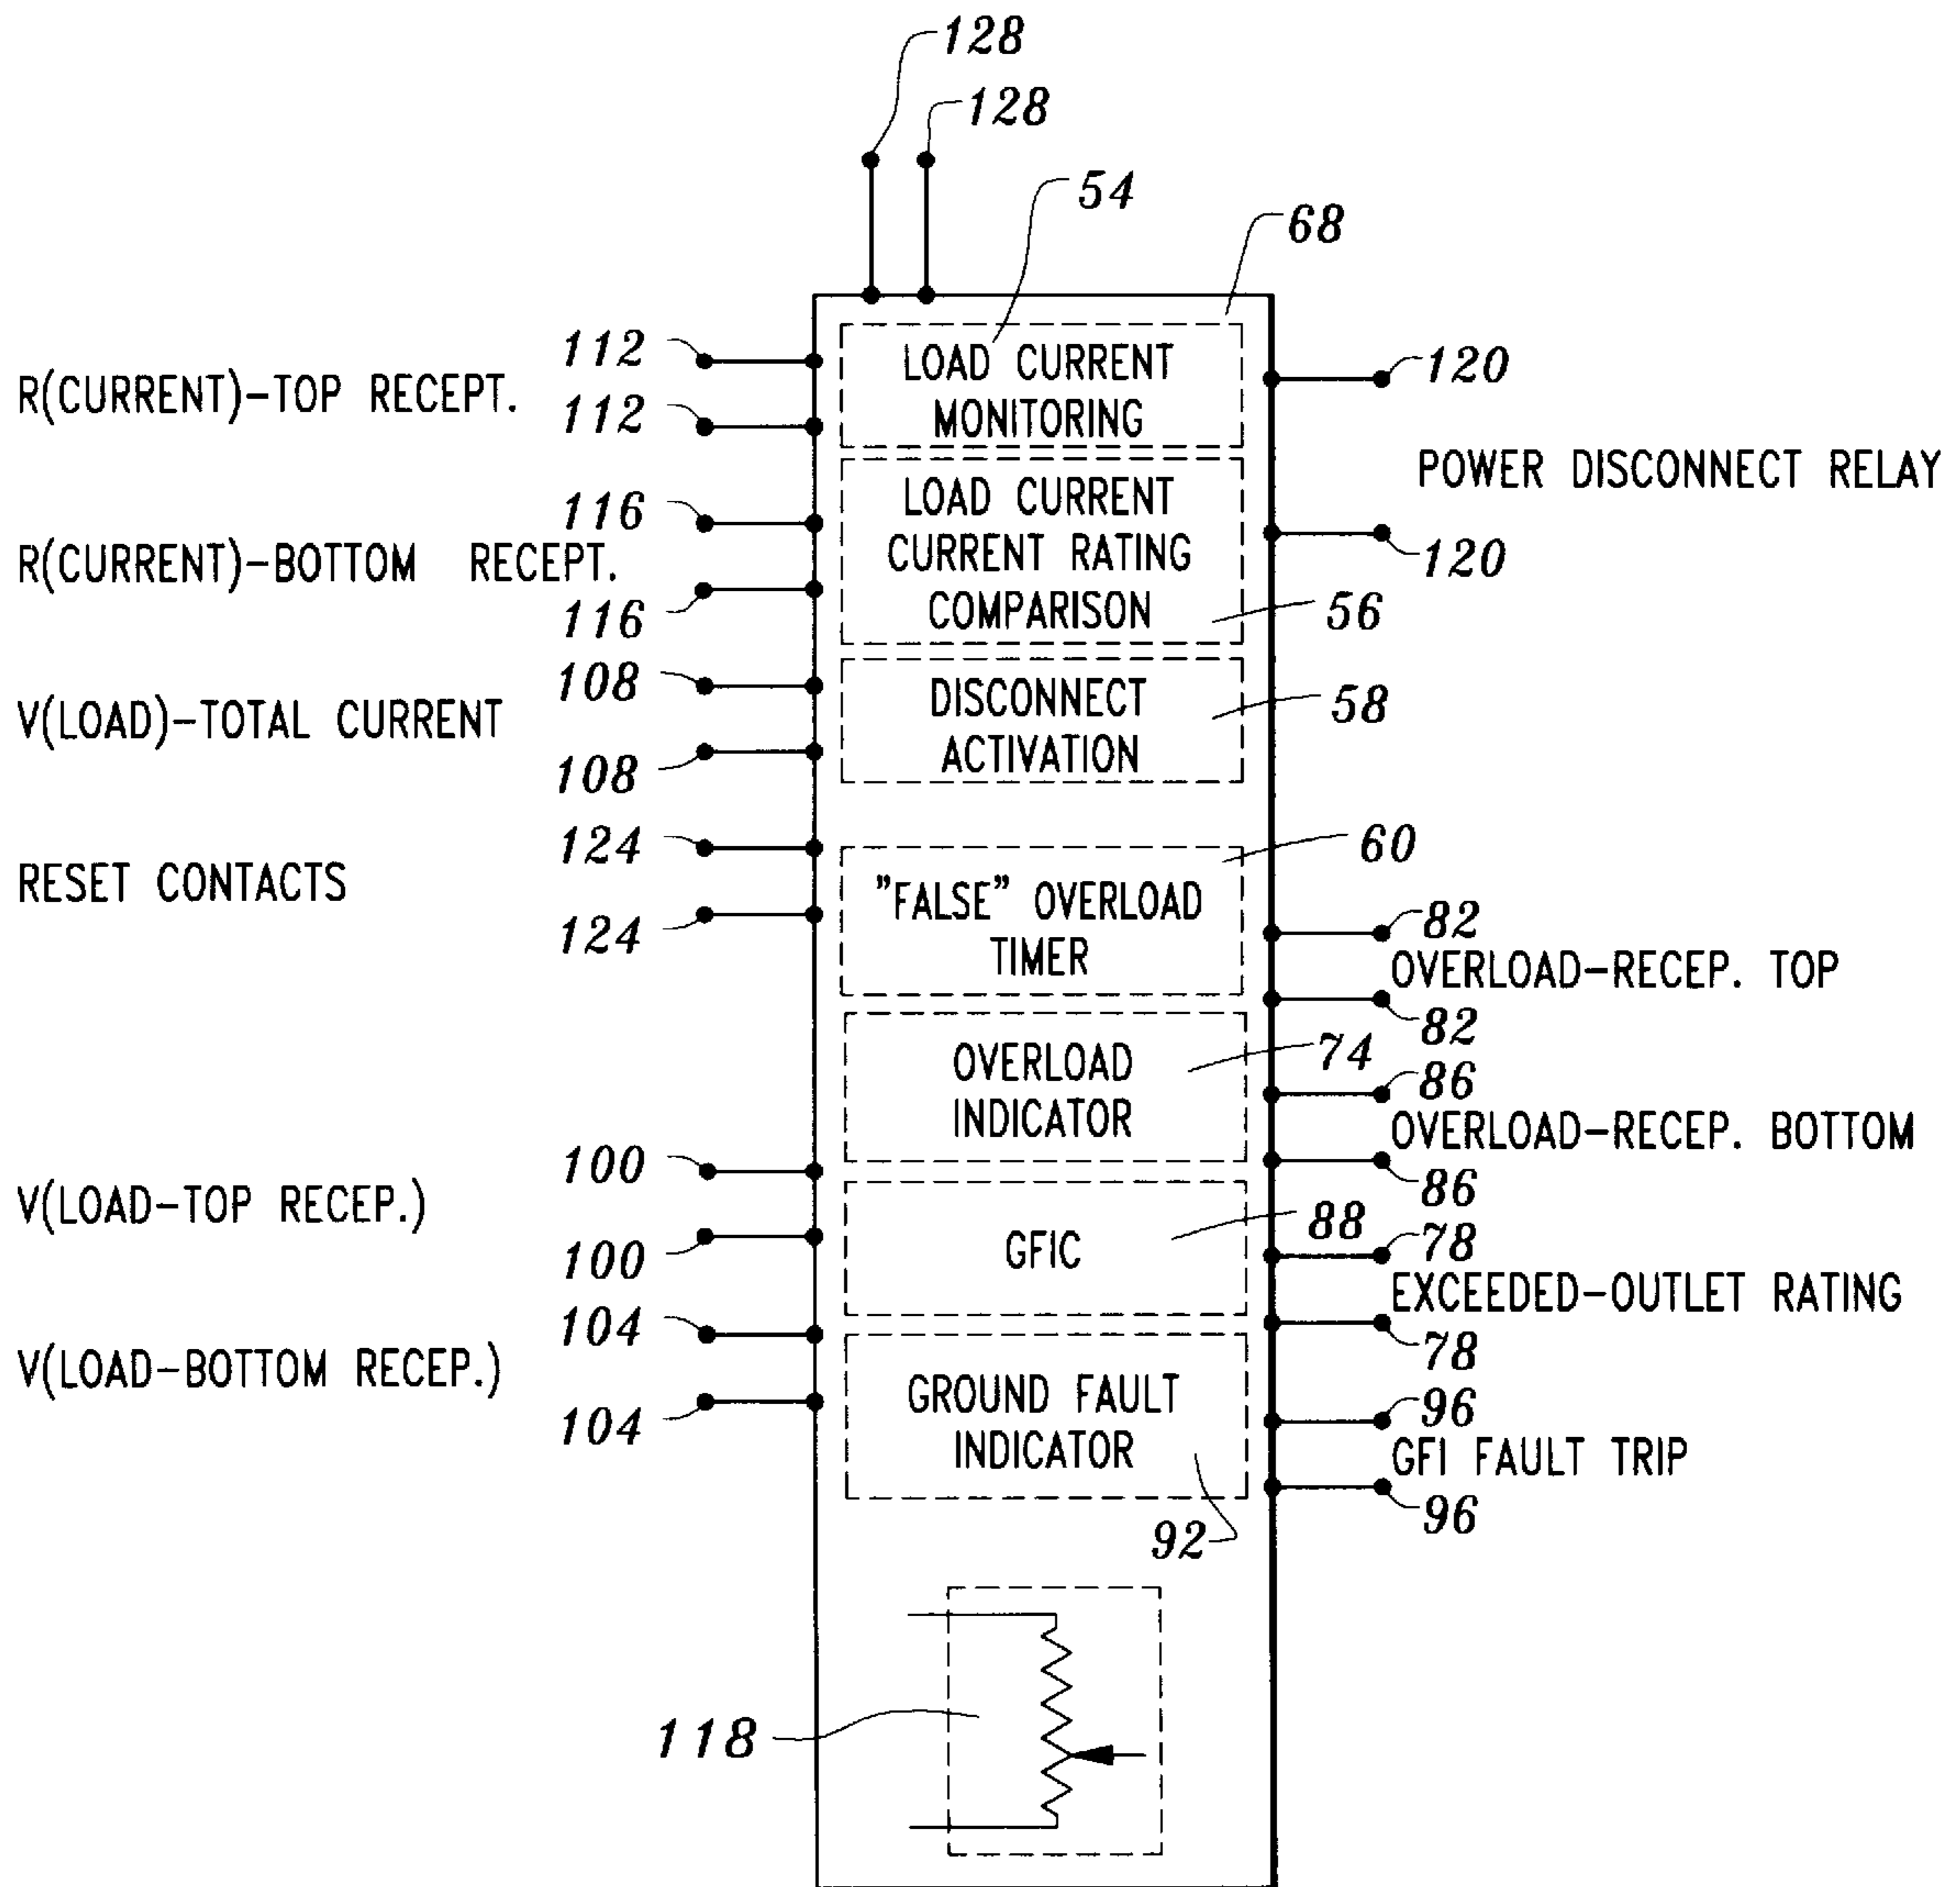 128
128
54
68
112
R(CURRENT)-TOP RECEPT.
112
116
R(CURRENT)-BOTTOM RECEPT.
116
108
V(LOAD)-TOTAL CURRENT
108
124
RESET CONTACTS
124
100
V(LOAD-TOP RECEP.)
100
104
V(LOAD-BOTTOM RECEP.)
104
LOAD CURRENT
MONITORING
LOAD CURRENT
CURRENT RATING
COMPARISON
56
DISCONNECT
ACTIVATION
58
60
"FALSE" OVERLOAD
TIMER
OVERLOAD
INDICATOR
74
GFIC
88
GROUND FAULT
INDICATOR
92
118
120
POWER DISCONNECT RELAY
120
82
OVERLOAD-RECEP. TOP
82
86
OVERLOAD-RECEP. BOTTOM
86
78
EXCEEDED-OUTLET RATING
78
96
GFI FAULT TRIP
96